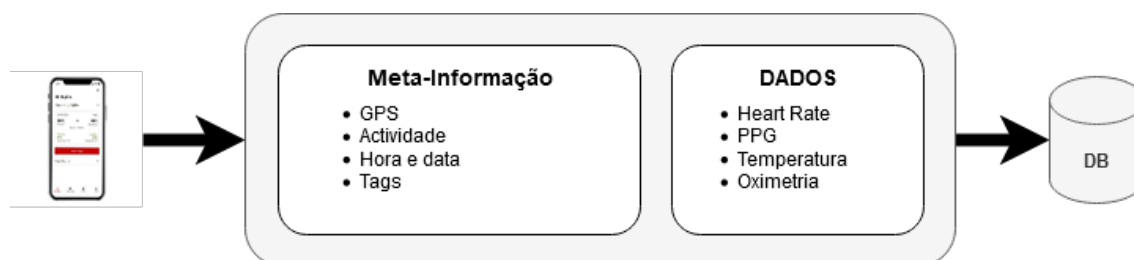 Meta-Informação
GPS
Actividade
Hora e data
Tags
DADOS
Heart Rate
PPG
Temperatura
Oximetria
DB